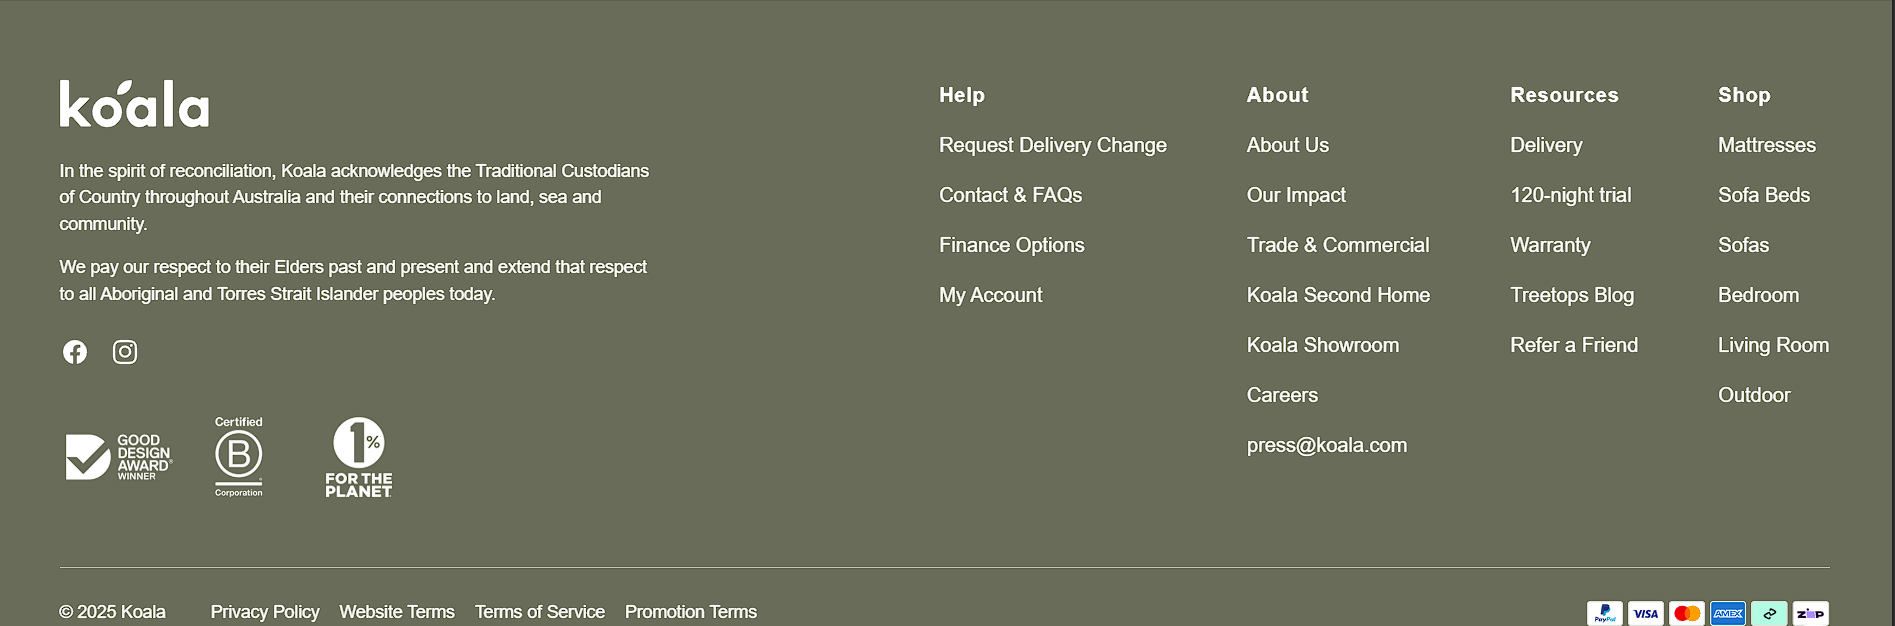 koala
In the spirit of reconciliation, Koala acknowledges the Traditional Custodians
of Country throughout Australia and their connections to land, sea and
community.
We pay our respect to their Elders past and present and extend that respect
to all Aboriginal and Torres Strait Islander peoples today.
GOOD
DESIGN
AWARD®
WINNER
Certified
B
Corporation
1%
FOR THE
PLANET
Help
Request Delivery Change
Contact & FAQs
Finance Options
My Account
About
About Us
Our Impact
Trade & Commercial
Koala Second Home
Koala Showroom
Careers
press@koala.com
Resources
Delivery
120-night trial
Warranty
Treetops Blog
Refer a Friend
Shop
Mattresses
Sofa Beds
Sofas
Bedroom
Living Room
Outdoor
© 2025 Koala Privacy Policy Website Terms Terms of Service Promotion Terms
PayPal VISA AMEX zip